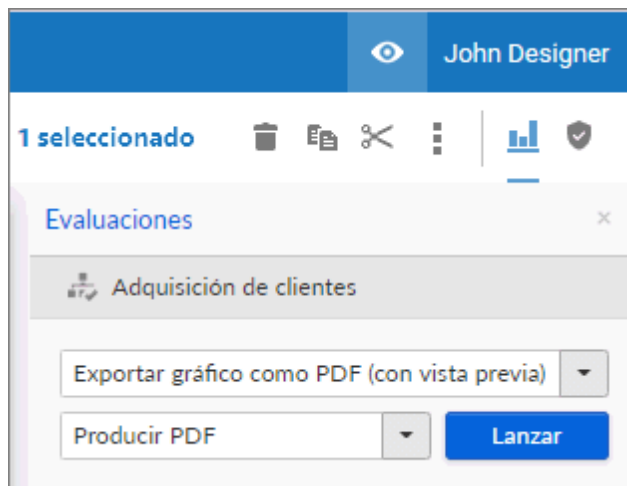 John Designer
1 seleccionado
Evaluaciones
Adquisición de clientes
Exportar gráfico como PDF (con vista previa)
Producir PDF
Lanzar